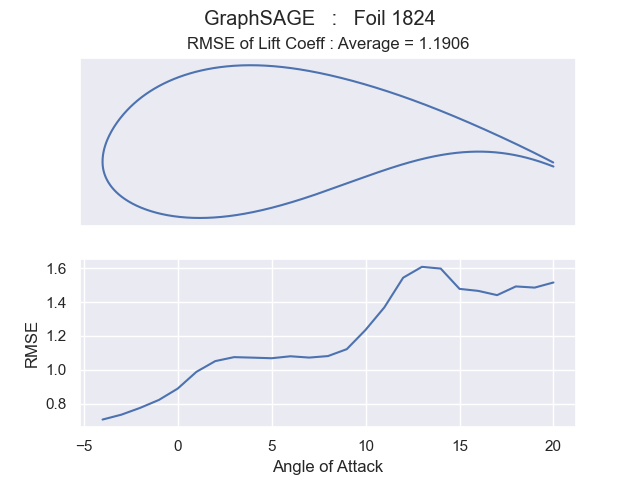 GraphSAGE   :   Foil 1824
RMSE of Lift Coeff : Average = 1.1906
1.6
1.4
1.2
1.0
0.8
RMSE
−5 0 5 10 15 20
Angle of Attack